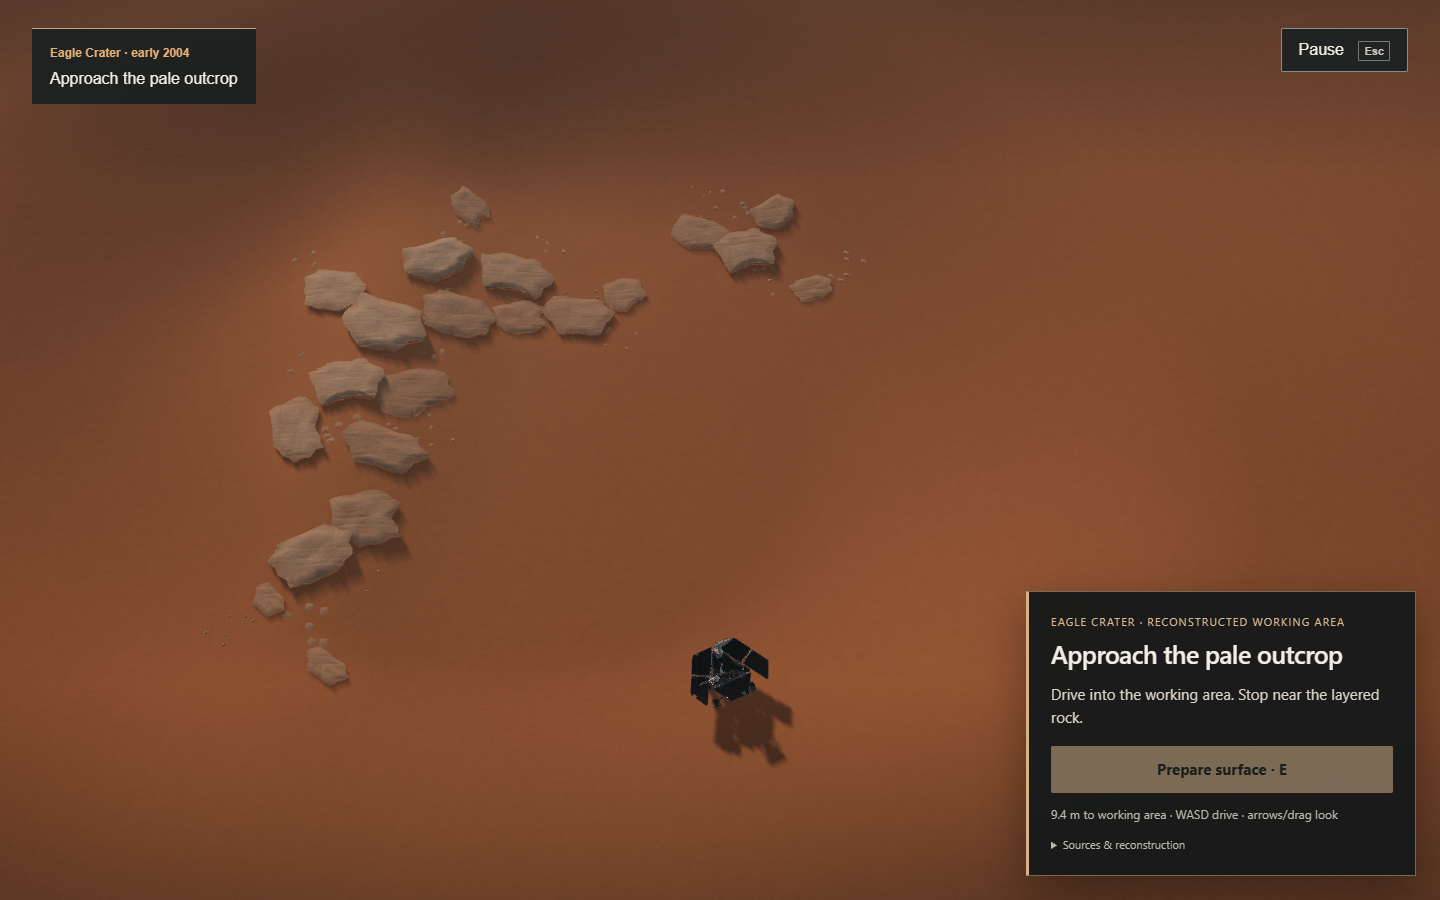 Eagle Crater · early 2004
Approach the pale outcrop
Pause Esc
EAGLE CRATER · RECONSTRUCTED WORKING AREA
Approach the pale outcrop
Drive into the working area. Stop near the layered
rock.
Prepare surface · E
9.4 m to working area · WASD drive · arrows/drag look
Sources & reconstruction